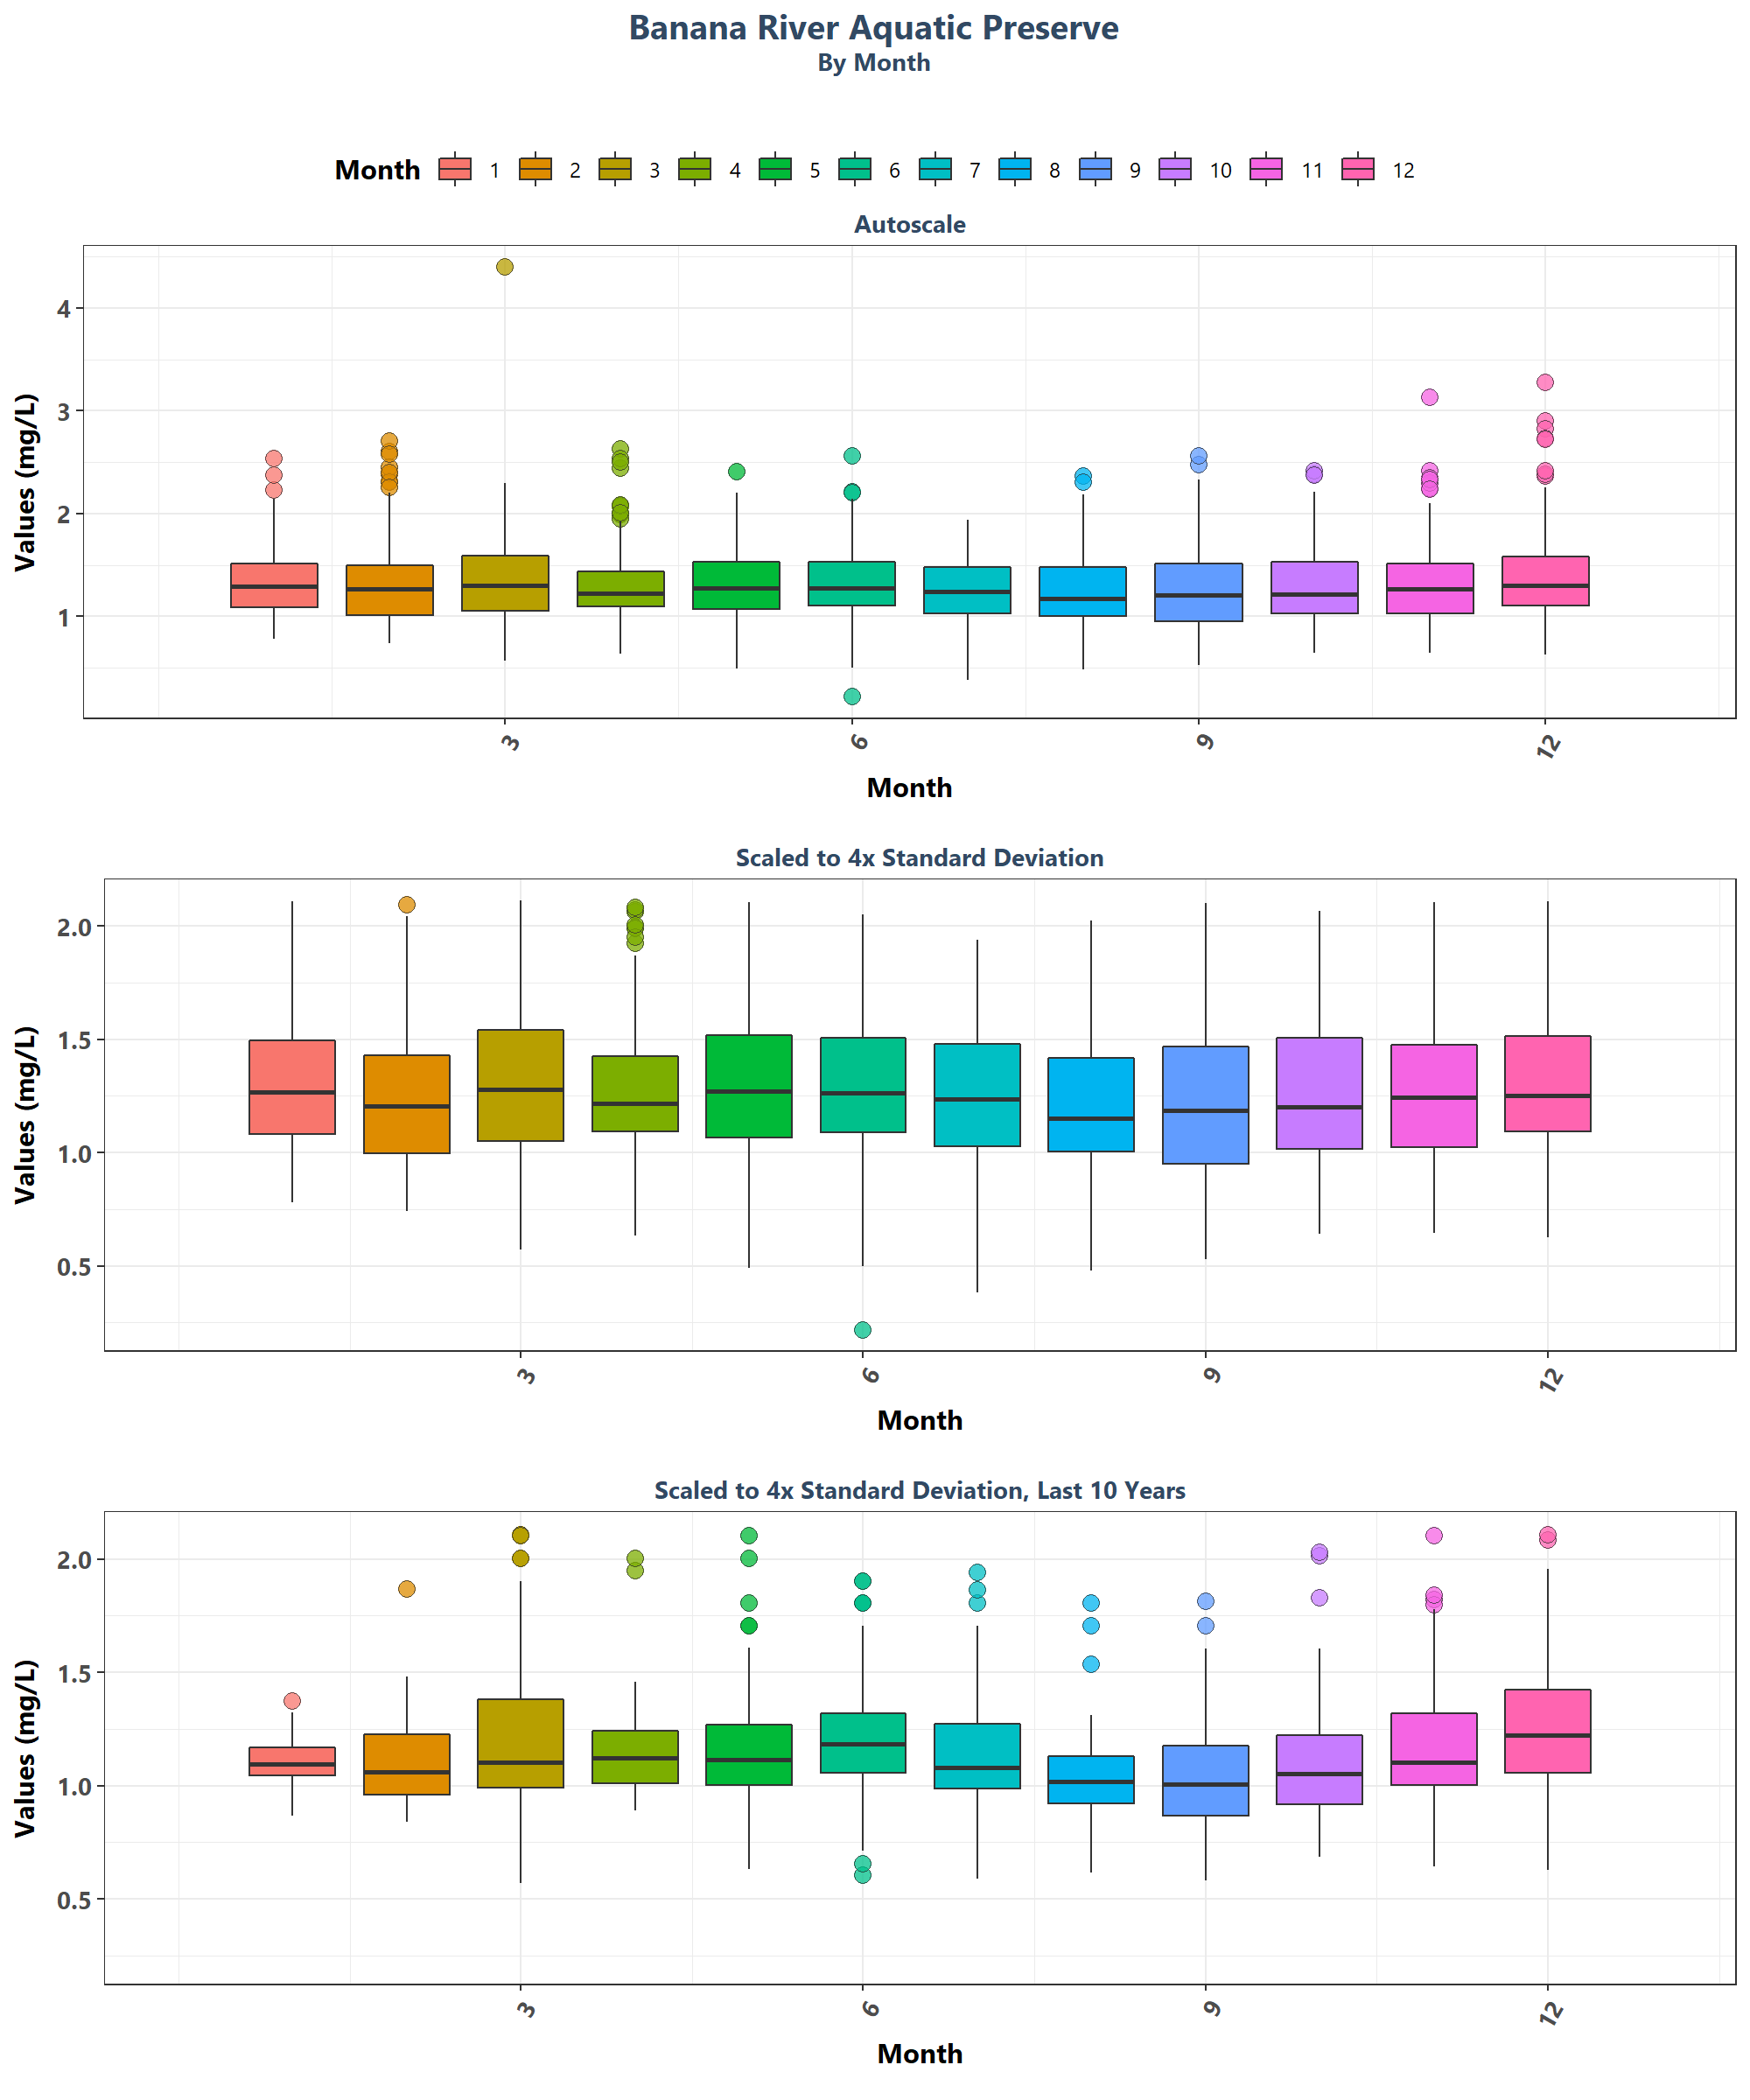 Banana River Aquatic Preserve
By Month
Month 1 2 3 4 5 6 7 8 9 10 11 12
Autoscale
Values (mg/L)
4
3
2
1
3 6 9 12
Month
Scaled to 4x Standard Deviation
Values (mg/L)
2.0
1.5
1.0
0.5
3 6 9 12
Month
Scaled to 4x Standard Deviation, Last 10 Years
Values (mg/L)
2.0
1.5
1.0
0.5
3 6 9 12
Month